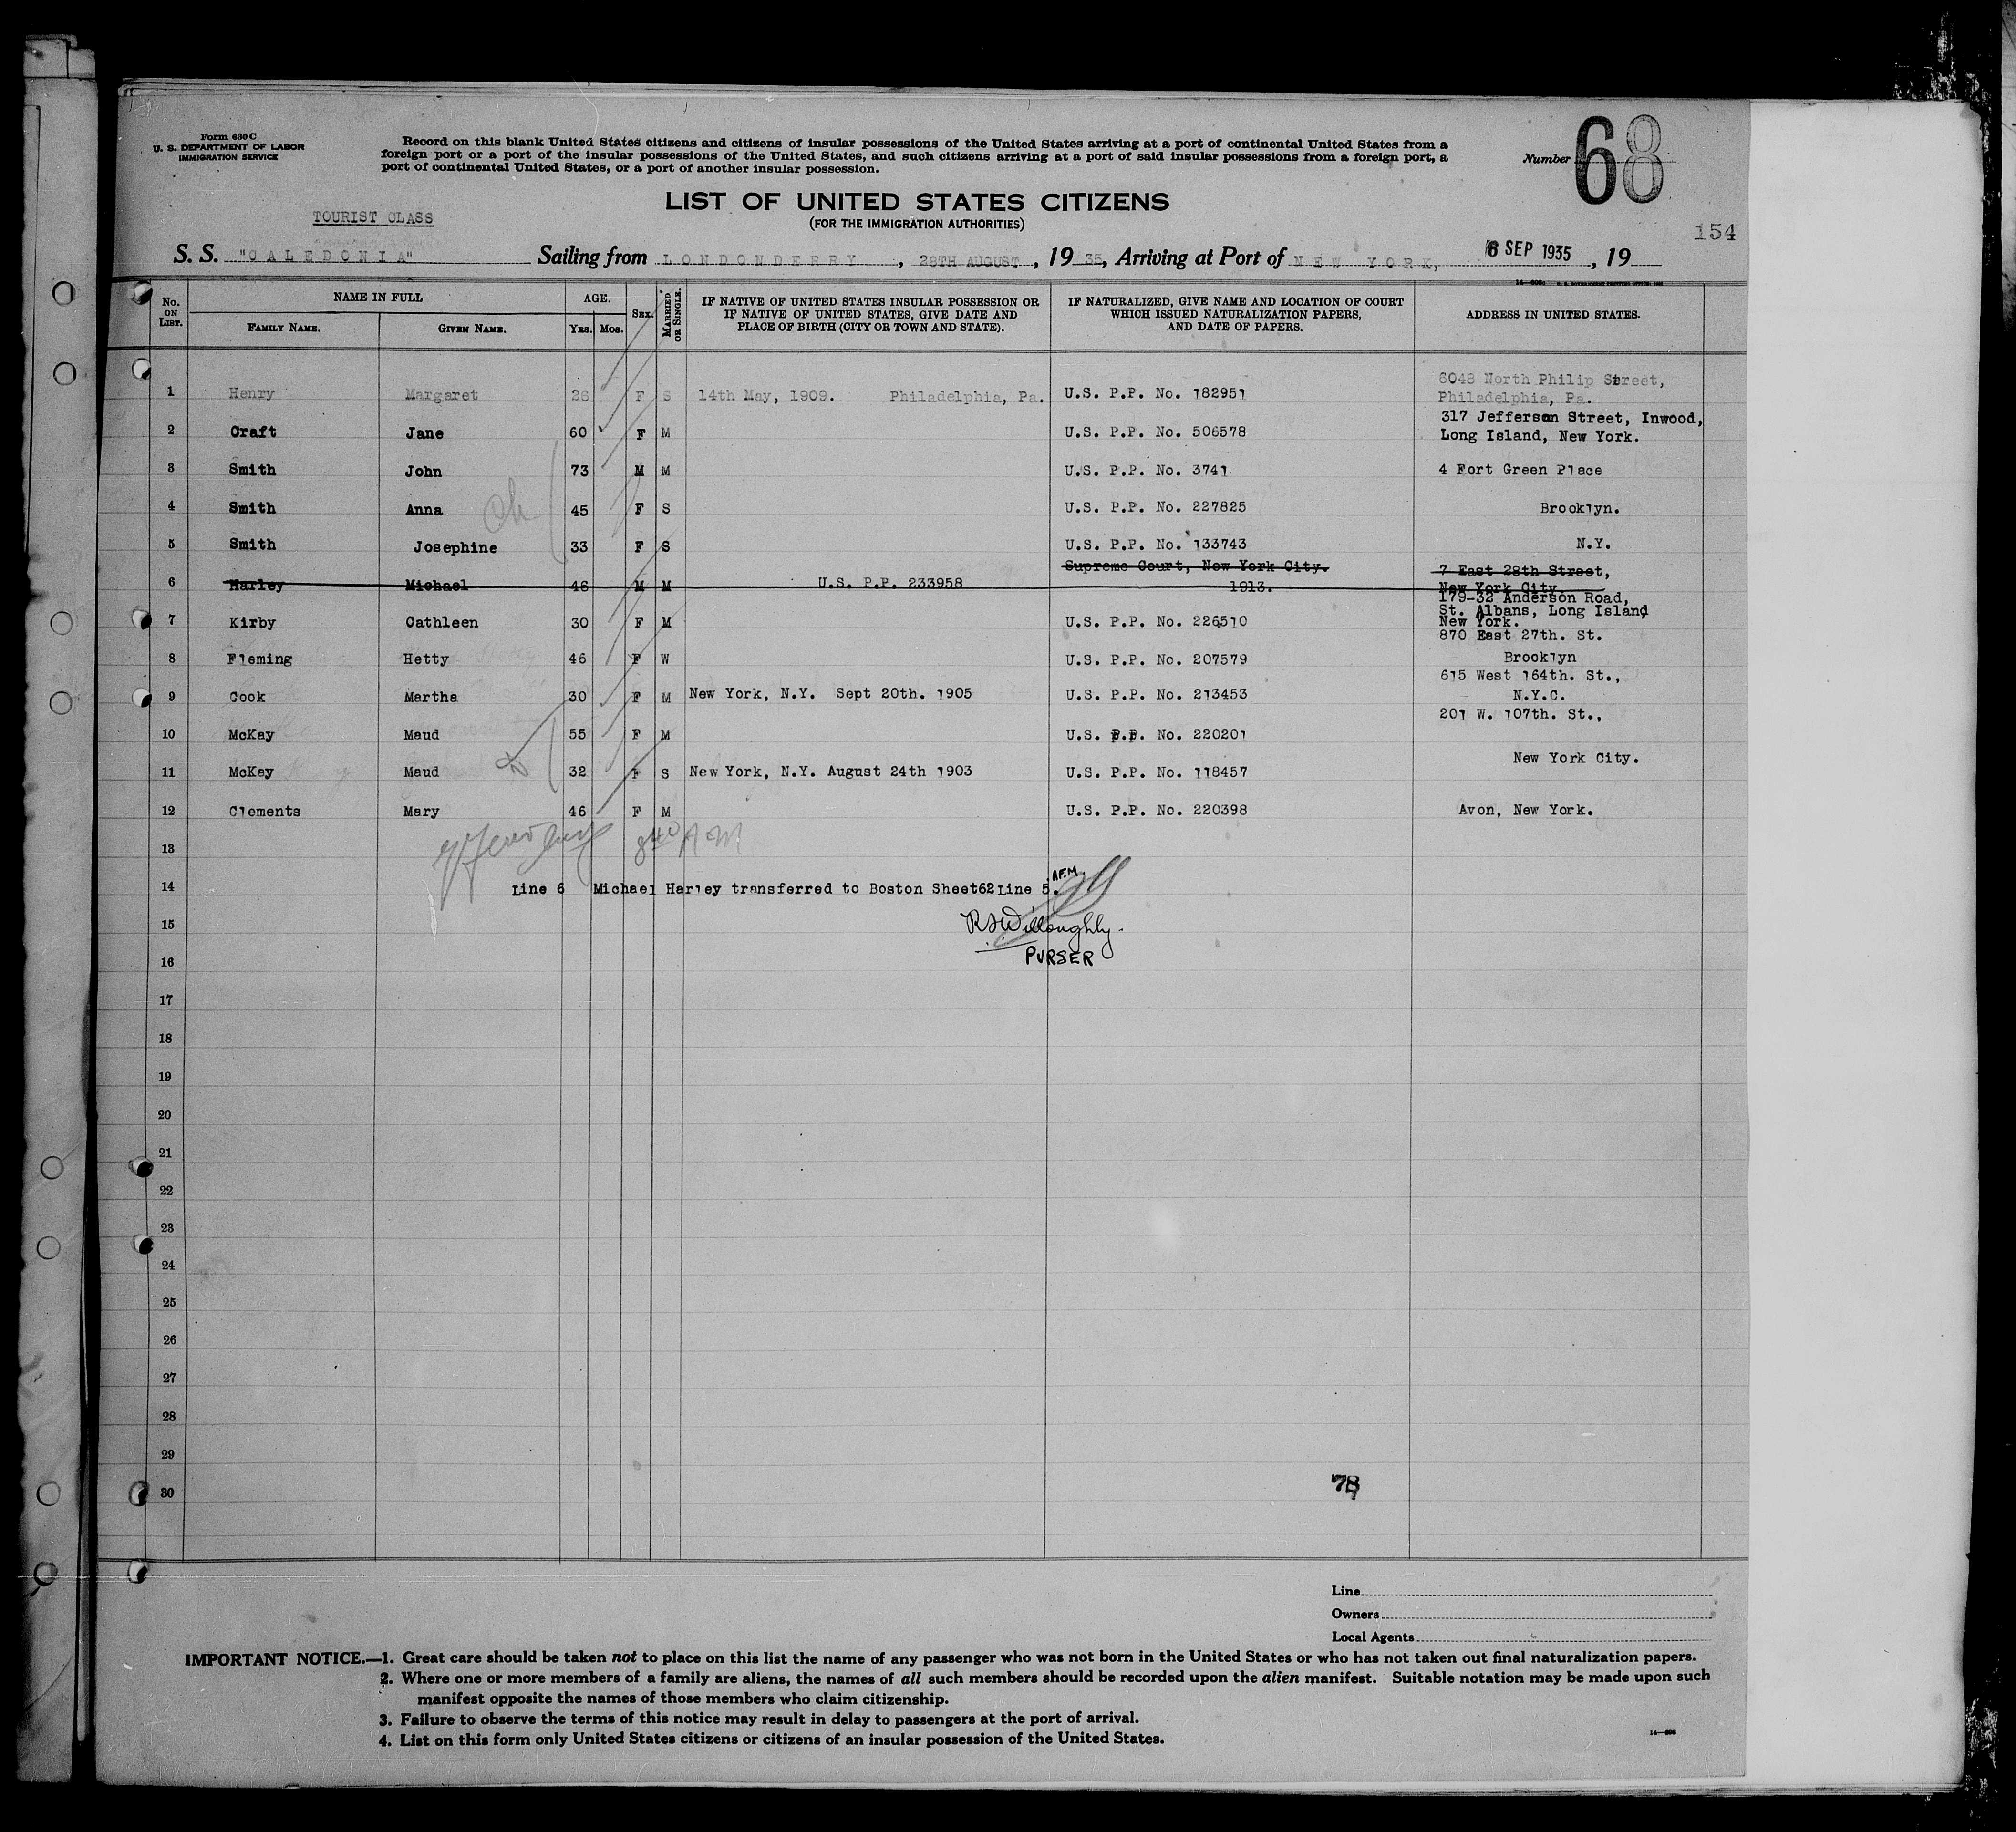 Form 630 C
U. S. DEPARTMENT OF LABOR
IMMIGRATION SERVICE
Record on this blank United States citizens and citizens of insular possessions of the United States arriving at a port of continental United States from a
foreign port or a port of the insular possessions of the United States, and such citizens arriving at a port of said insular possessions from a foreign port, a
port of continental United States, or a port of another insular possession.
Number 68
LIST OF UNITED STATES CITIZENS
(FOR THE IMMIGRATION AUTHORITIES)
TOURIST CLASS
154
S. S. "CALEDONIA" Sailing from LONDONDERRY, 28TH AUGUST, 1935, Arriving at Port of NEW YORK, 6 SEP 1935, 19
No. ON LIST.
NAME IN FULL
FAMILY NAME. GIVEN NAME.
AGE.
YRS. MOS.
SEX.
MARRIED OR SINGLE.
IF NATIVE OF UNITED STATES INSULAR POSSESSION OR
IF NATIVE OF UNITED STATES, GIVE DATE AND
PLACE OF BIRTH (CITY OR TOWN AND STATE).
IF NATURALIZED, GIVE NAME AND LOCATION OF COURT
WHICH ISSUED NATURALIZATION PAPERS,
AND DATE OF PAPERS.
ADDRESS IN UNITED STATES.
1 Henry Margaret 26 F S 14th May, 1909. Philadelphia, Pa. U.S. P.P. No. 182951 6048 North Philip Street,
Philadelphia, Pa.
2 Craft Jane 60 F M U.S. P.P. No. 506578 317 Jefferson Street, Inwood,
Long Island, New York.
3 Smith John 73 M M U.S. P.P. No. 3741 4 Fort Green Place
4 Smith Anna 45 F S U.S. P.P. No. 227825 Brooklyn.
5 Smith Josephine 33 F S U.S. P.P. No. 133743 N.Y.
Supreme Court, New York City.
6 Harley Michael 46 M M U.S. P.P. 233958 1913. 7 East 28th Street,
New York City.
179-32 Anderson Road,
St. Albans, Long Island
7 Kirby Cathleen 30 F M U.S. P.P. No. 226510 New York.
870 East 27th. St.
8 Fleming Hetty 46 F W U.S. P.P. No. 207579 Brooklyn
615 West 164th. St.,
9 Cook Martha 30 F M New York, N.Y. Sept 20th. 1905 U.S. P.P. No. 213453 N.Y.C.
201 W. 107th. St.,
10 McKay Maud 55 F M U.S. P.P. No. 220201
New York City.
11 McKay Maud 32 F S New York, N.Y. August 24th 1903 U.S. P.P. No. 118457
12 Clements Mary 46 F M U.S. P.P. No. 220398 Avon, New York.
13
14 Line 6 Michael Harley transferred to Boston Sheet62Line 5. A.F.M.
15 Willoughby.
16 PURSER
17
18
19
20
21
22
23
24
25
26
27
28
29
30
Line
Owners
Local Agents
IMPORTANT NOTICE.—1. Great care should be taken not to place on this list the name of any passenger who was not born in the United States or who has not taken out final naturalization papers.
2. Where one or more members of a family are aliens, the names of all such members should be recorded upon the alien manifest. Suitable notation may be made upon such
manifest opposite the names of those members who claim citizenship.
3. Failure to observe the terms of this notice may result in delay to passengers at the port of arrival.
4. List on this form only United States citizens or citizens of an insular possession of the United States.